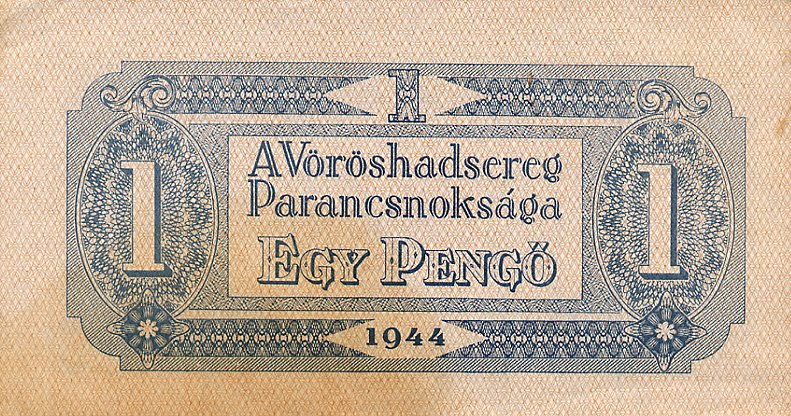 1
1 1
A Vöröshadsereg
Parancsnoksága
EGY PENGŐ
1944